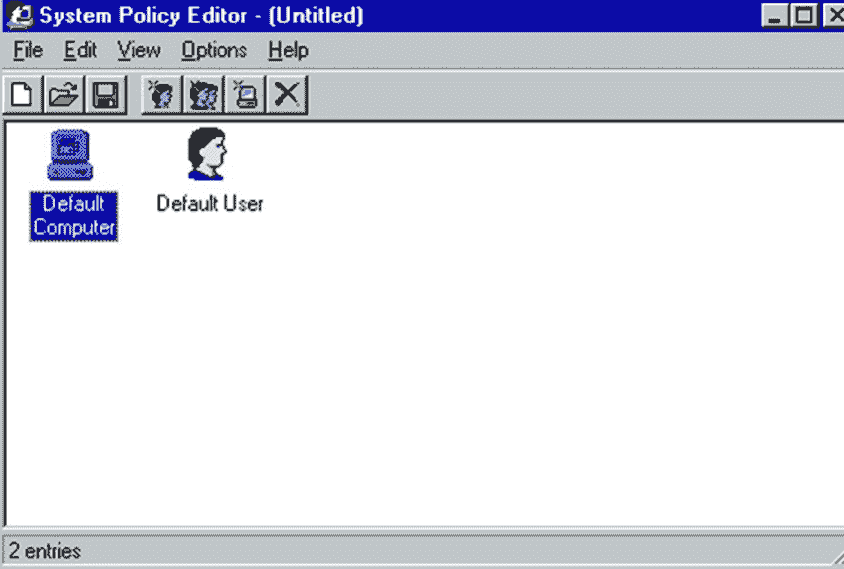 System Policy Editor - (Untitled)
File Edit View Options Help
Default
Computer
Default User
2 entries